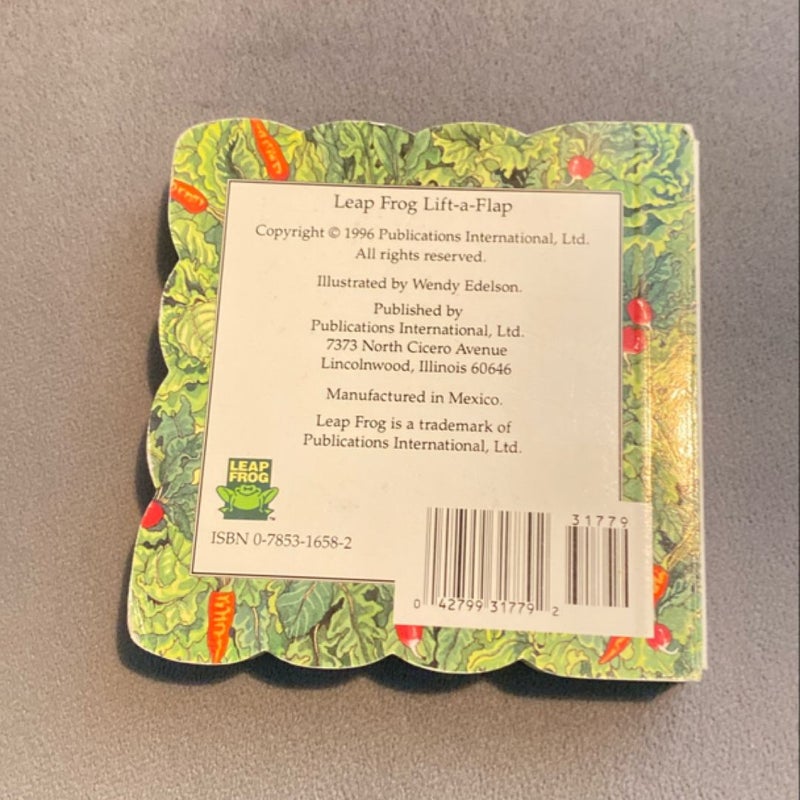 Leap Frog Lift-a-Flap
Copyright © 1996 Publications International, Ltd.
All rights reserved.
Illustrated by Wendy Edelson.
Published by
Publications International, Ltd.
7373 North Cicero Avenue
Lincolnwood, Illinois 60646
Manufactured in Mexico.
Leap Frog is a trademark of
Publications International, Ltd.
LEAP
FROG
™
ISBN 0-7853-1658-2
31779
0 42799 31779 2